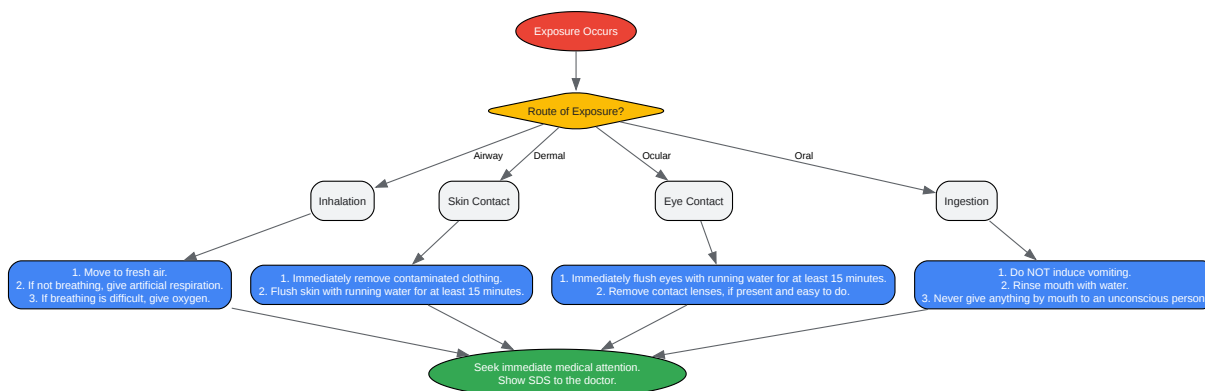 Exposure Occurs
Route of Exposure?
Airway
Dermal
Ocular
Oral
Inhalation
Skin Contact
Eye Contact
Ingestion
1. Move to fresh air.
2. If not breathing, give artificial respiration.
3. If breathing is difficult, give oxygen.
1. Immediately remove contaminated clothing.
2. Flush skin with running water for at least 15 minutes.
1. Immediately flush eyes with running water for at least 15 minutes.
2. Remove contact lenses, if present and easy to do.
1. Do NOT induce vomiting.
2. Rinse mouth with water.
3. Never give anything by mouth to an unconscious person
Seek immediate medical attention.
Show SDS to the doctor.